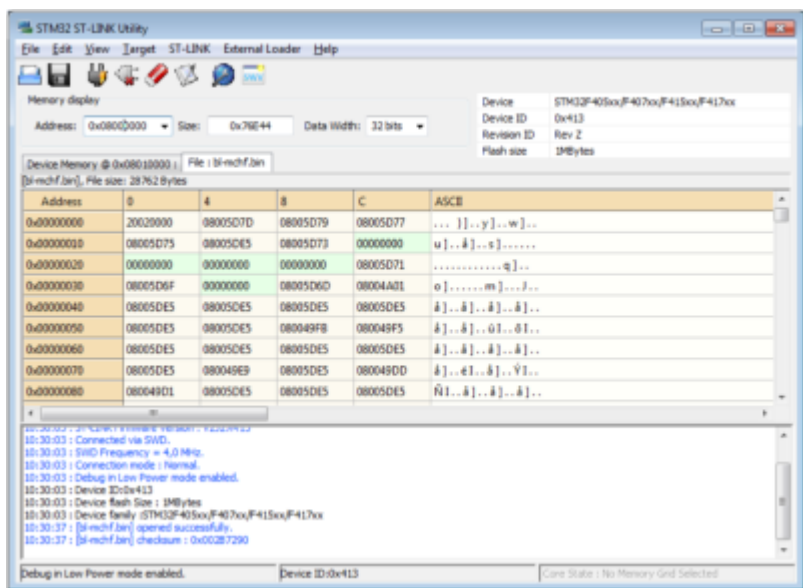 STM32 ST-LINK Utility
File Edit View Target ST-LINK External Loader Help
Memory display
Address: 0x08000000 Size: 0x76E44 Data Width: 32 bits
Device STM32F405xx/F407xx/F415xx/F417xx
Device ID 0x413
Revision ID Rev Z
Flash size 1MBytes
Device Memory @ 0x08010000 : File : bl-mchf.bin
[bl-mchf.bin], File size: 28762 Bytes
Address 0 4 8 C ASCII
0x00000000 20020000 08005D7D 08005D79 08005D77 ... }]..y]..w]..
0x00000010 08005D75 08005DE5 08005D73 00000000 u]..å]..s]......
0x00000020 00000000 00000000 00000000 08005D71 ............q]..
0x00000030 08005D6F 00000000 08005D6D 08004A01 o]......m]...J..
0x00000040 08005DE5 08005DE5 08005DE5 08005DE5 å]..å]..å]..å]..
0x00000050 08005DE5 08005DE5 080049FB 080049F5 å]..å]..ûI..õI..
0x00000060 08005DE5 08005DE5 08005DE5 08005DE5 å]..å]..å]..å]..
0x00000070 08005DE5 080049E9 08005DE5 080049DD å]..éI..å]..ÝI..
0x00000080 080049D1 08005DE5 08005DE5 08005DE5 ÑI..å]..å]..å]..
10:30:03 : Connected via SWD.
10:30:03 : SWD Frequency = 4,0 MHz.
10:30:03 : Connection mode : Normal.
10:30:03 : Debug in Low Power mode enabled.
10:30:03 : Device ID:0x413
10:30:03 : Device flash Size : 1MBytes
10:30:03 : Device family :STM32F405xx/F407xx/F415xx/F417xx
10:30:37 : [bl-mchf.bin] opened successfully.
10:30:37 : [bl-mchf.bin] checksum : 0x002B7290
Debug in Low Power mode enabled. Device ID:0x413 Core State : No Memory Grid Selected